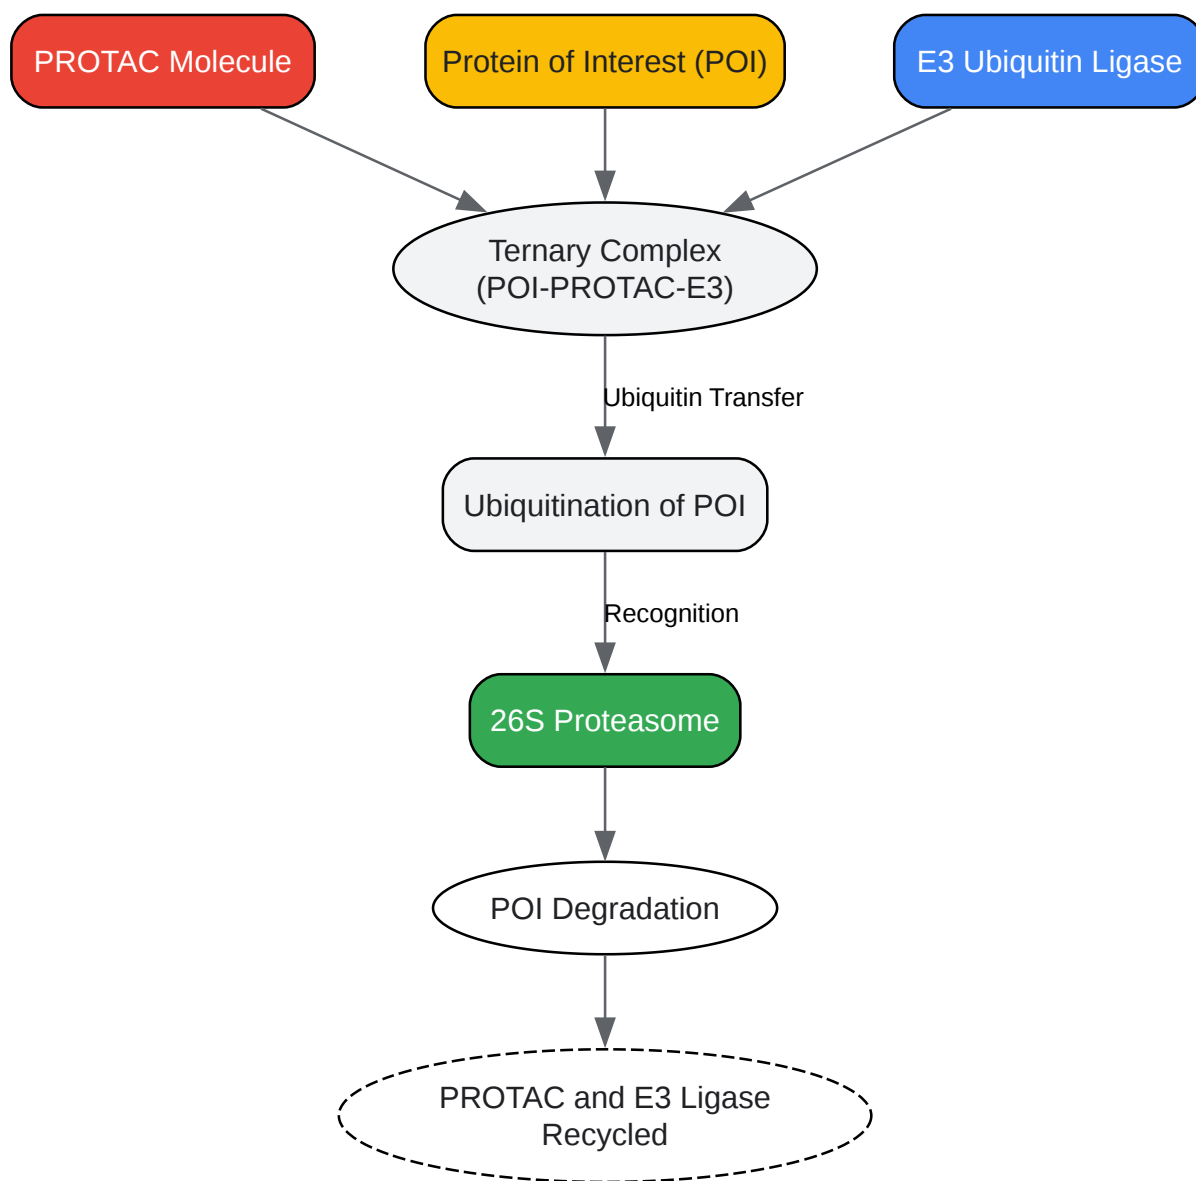 PROTAC Molecule
Protein of Interest (POI)
E3 Ubiquitin Ligase
Ternary Complex
(POI-PROTAC-E3)
Ubiquitin Transfer
Ubiquitination of POI
Recognition
26S Proteasome
POI Degradation
PROTAC and E3 Ligase
Recycled